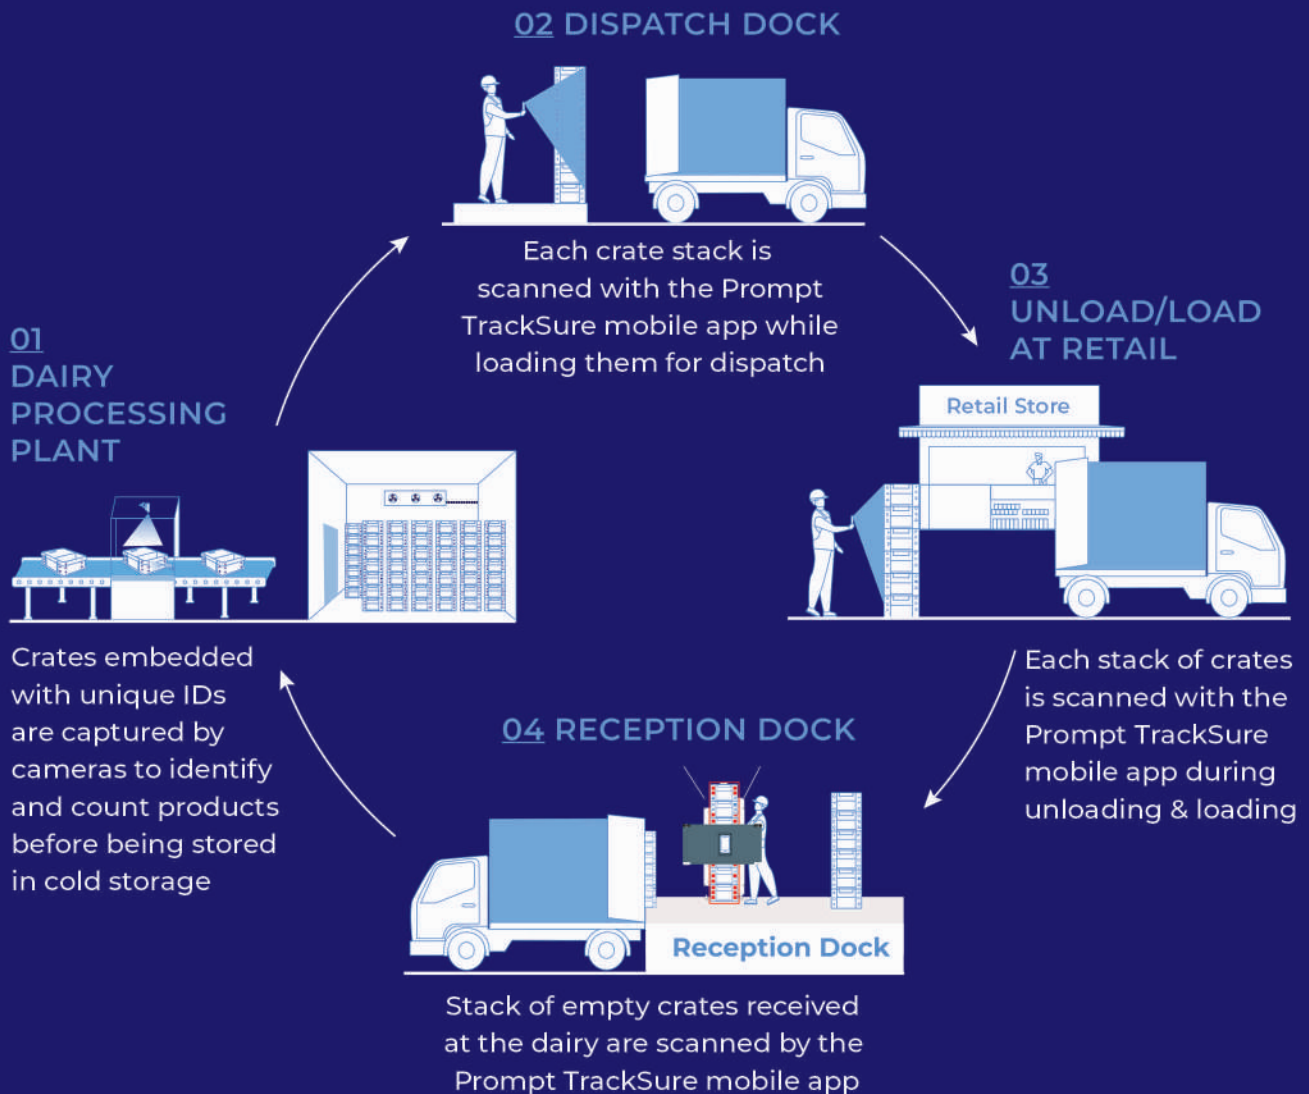 02 DISPATCH DOCK
Each crate stack is
scanned with the Prompt
TrackSure mobile app while
loading them for dispatch
03
UNLOAD/LOAD
AT RETAIL
Retail Store
Each stack of crates
is scanned with the
Prompt TrackSure
mobile app during
unloading & loading
04 RECEPTION DOCK
Reception Dock
Stack of empty crates received
at the dairy are scanned by the
Prompt TrackSure mobile app
01
DAIRY
PROCESSING
PLANT
Crates embedded
with unique IDs
are captured by
cameras to identify
and count products
before being stored
in cold storage